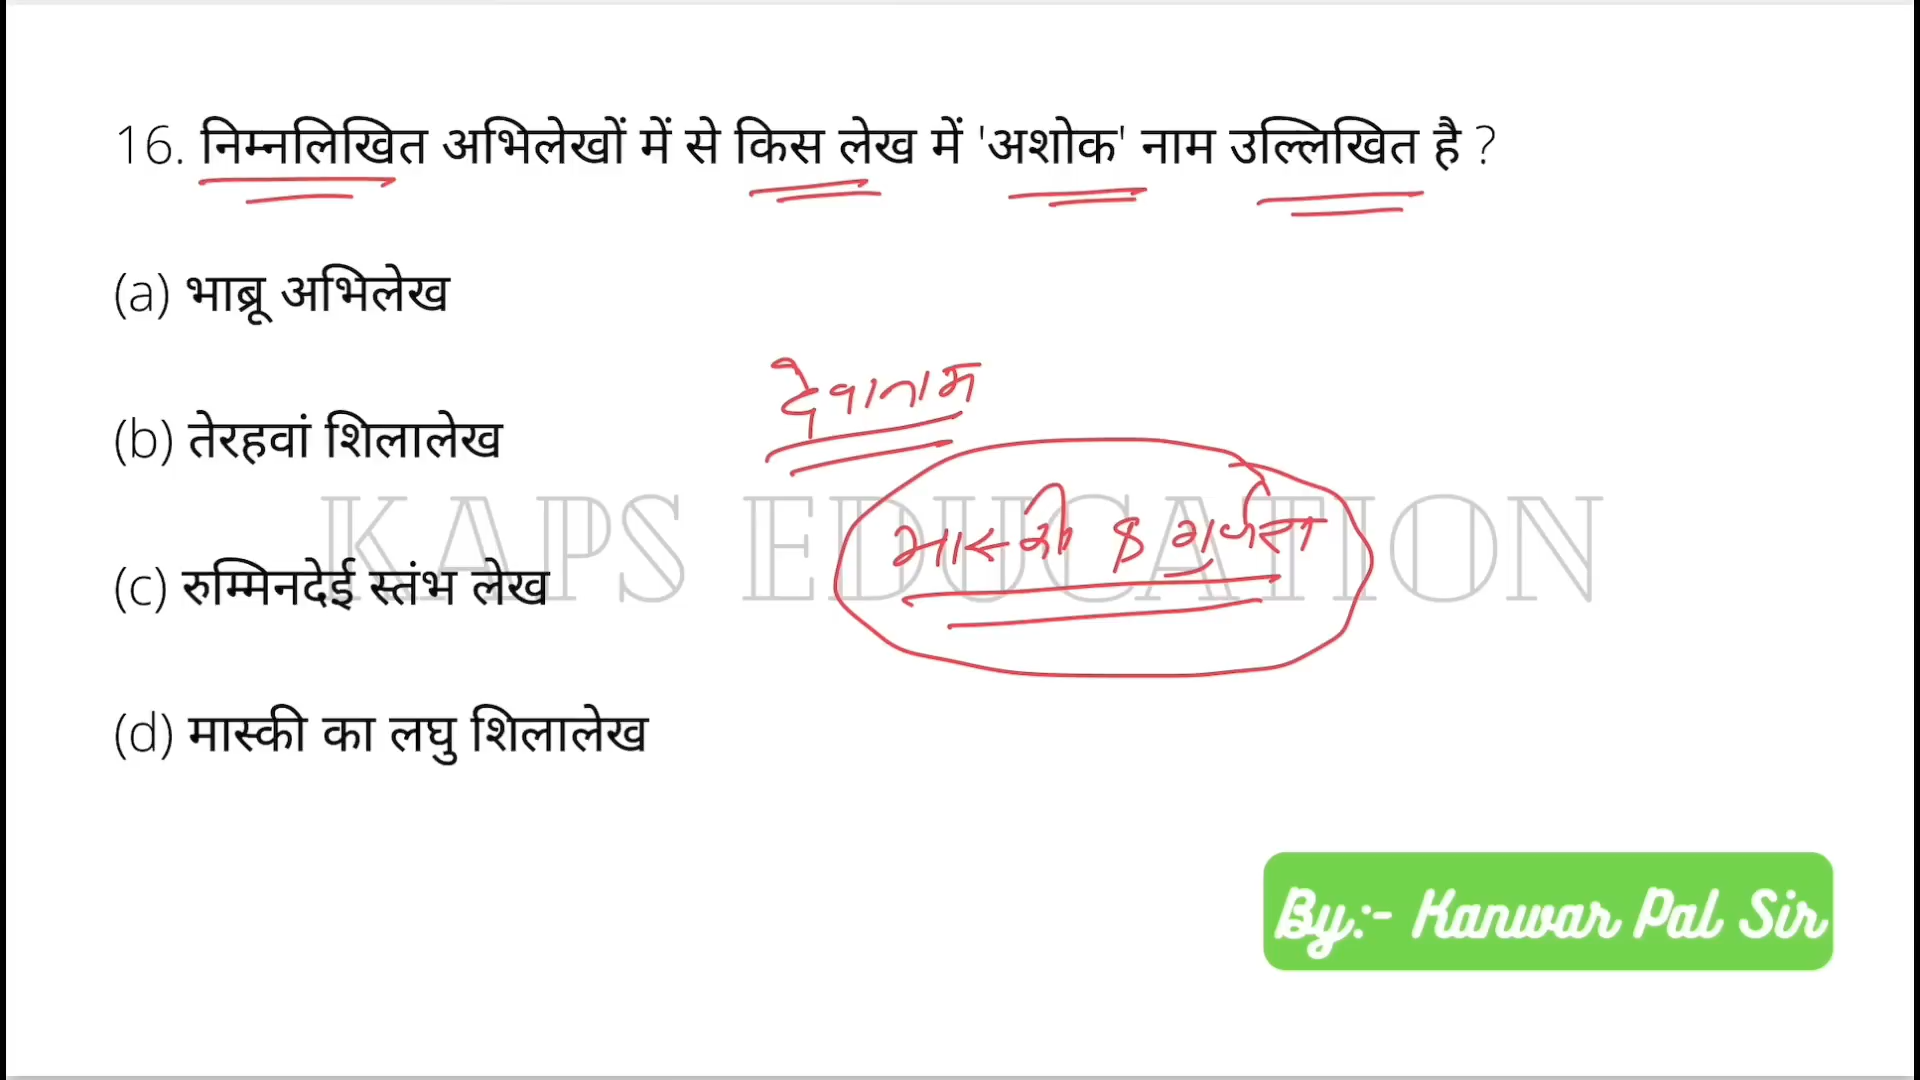 16. निम्नलिखित अभिलेखों में से किस लेख में 'अशोक' नाम उल्लिखित है ?
(a) भाब्रू अभिलेख
(b) तेरहवां शिलालेख
देवानाम
KAPS EDUCATION
मास्की & गुर्जरा
(c) रुम्मिनदेई स्तंभ लेख
(d) मास्की का लघु शिलालेख
By:- Kanwar Pal Sir